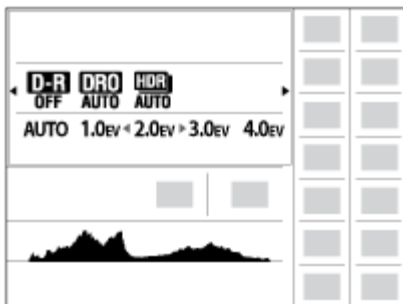 D-R DRO HDR
OFF AUTO AUTO
AUTO 1.0EV 2.0EV 3.0EV 4.0EV